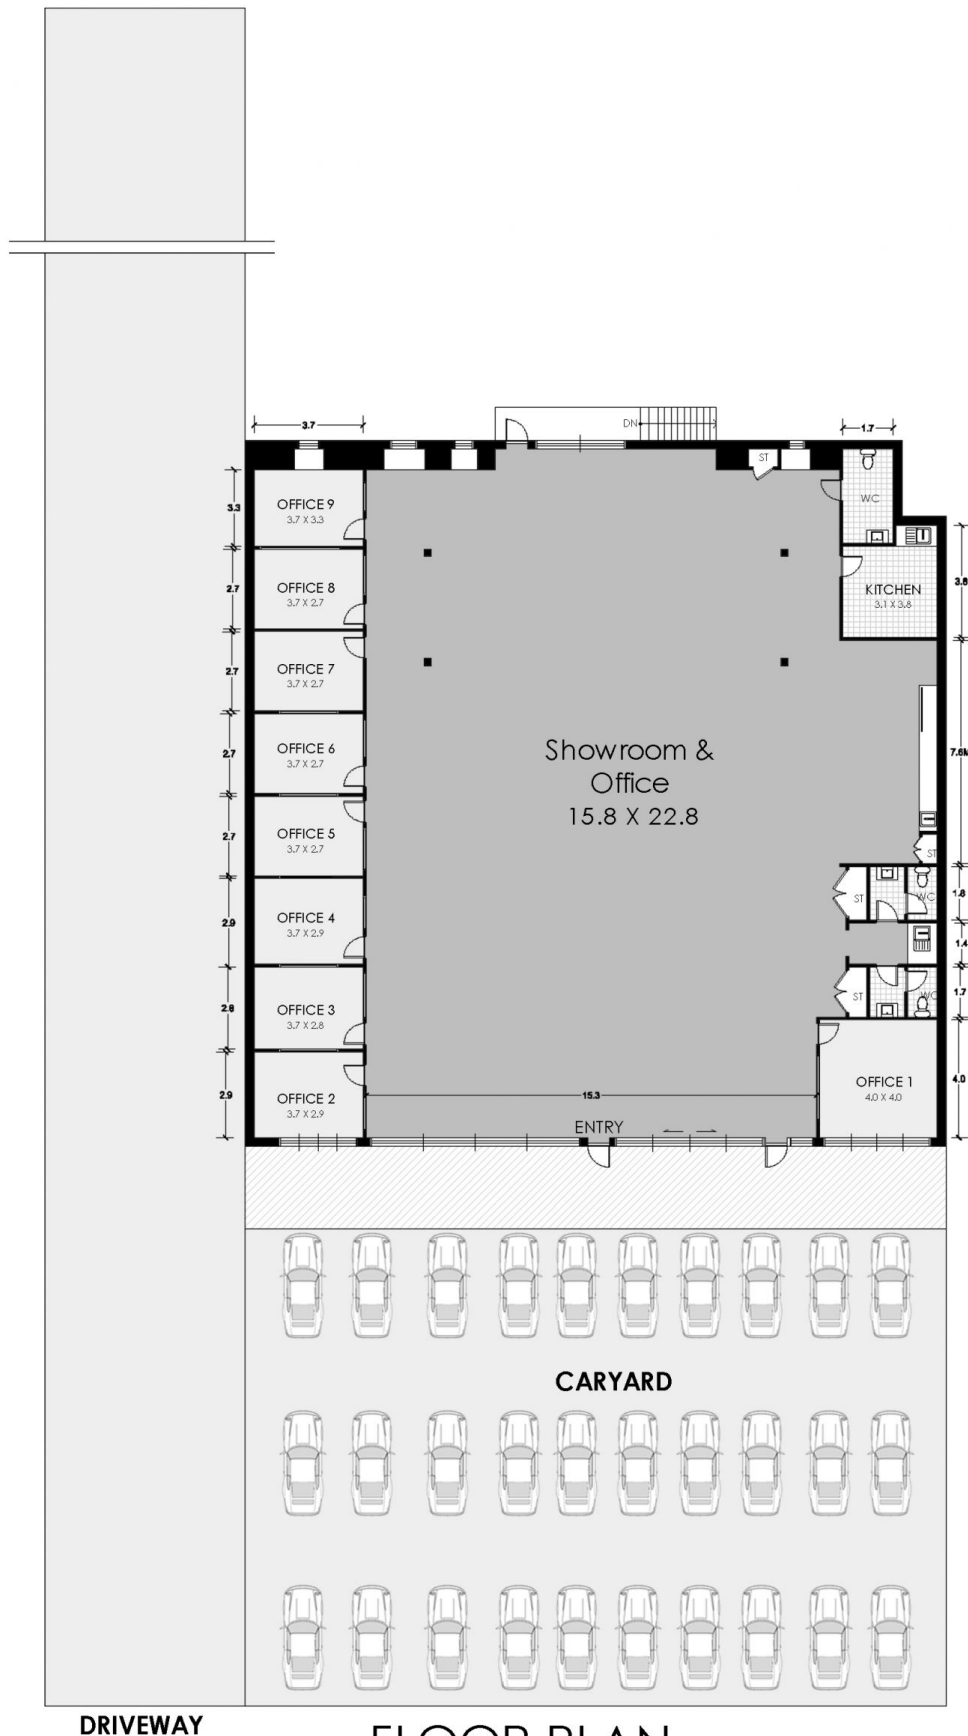 3.7
DN
1.7
ST
WC
3.3
OFFICE 9
3.7 X 3.3
2.7
OFFICE 8
3.7 X 2.7
KITCHEN
3.1 X 3.8
2.7
OFFICE 7
3.7 X 2.7
2.7
OFFICE 6
3.7 X 2.7
Showroom &
Office
15.8 X 22.8
2.7
OFFICE 5
3.7 X 2.7
ST
2.9
OFFICE 4
3.7 X 2.9
ST
WC
1.8
1.4
2.8
OFFICE 3
3.7 X 2.8
ST
WC
1.7
2.9
OFFICE 2
3.7 X 2.9
15.3
OFFICE 1
4.0 X 4.0
4.0
ENTRY
CARYARD
DRIVEWAY
FLOOR PLAN